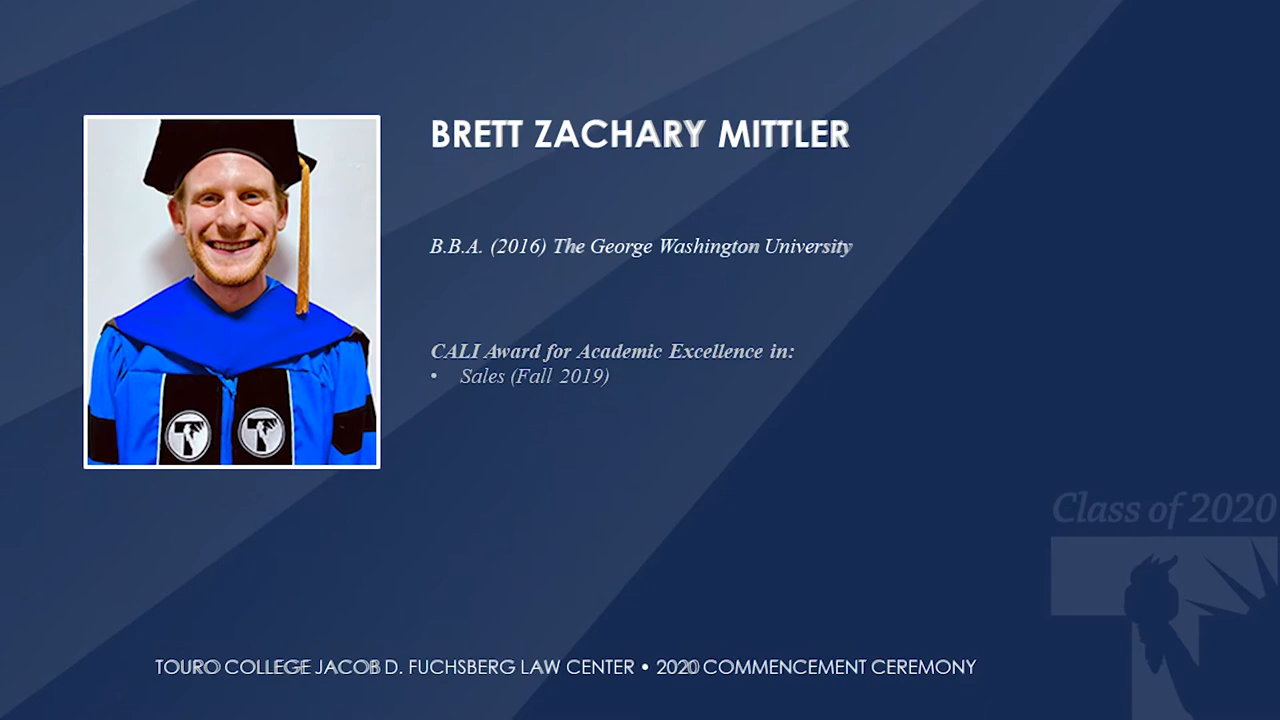 BRETT ZACHARY MITTLER
B.B.A. (2016) The George Washington University
CALI Award for Academic Excellence in:
• Sales (Fall 2019)
Class of 2020
TOURO COLLEGE JACOB D. FUCHSBERG LAW CENTER • 2020 COMMENCEMENT CEREMONY